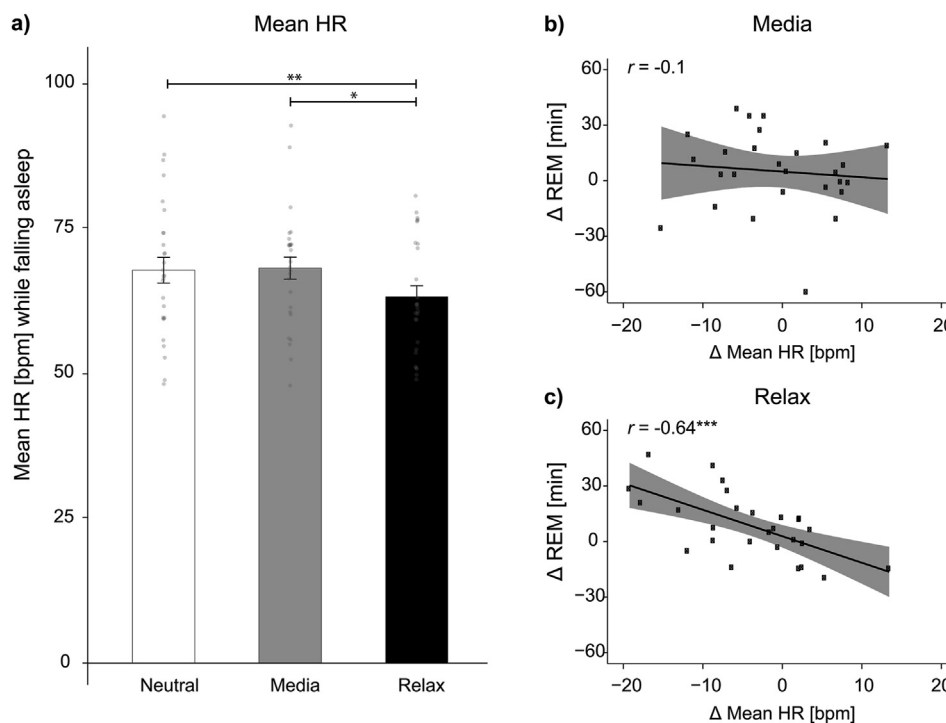 a)
Mean HR
**
*
100
75
50
25
0
Mean HR [bpm] while falling asleep
Neutral
Media
Relax
b)
Media
r = -0.1
60
30
0
−30
−60
Δ REM [min]
−20
−10
0
10
20
Δ Mean HR [bpm]
c)
Relax
r = -0.64***
60
30
0
−30
−60
Δ REM [min]
−20
−10
0
10
20
Δ Mean HR [bpm]